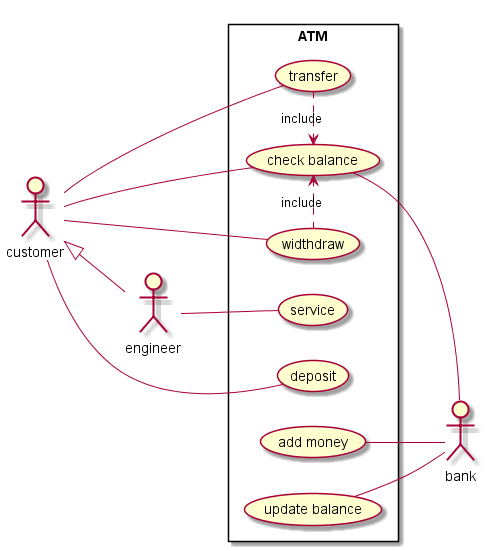 ATM
transfer
include
check balance
include
customer
widthdraw
service
engineer
deposit
add money
bank
update balance